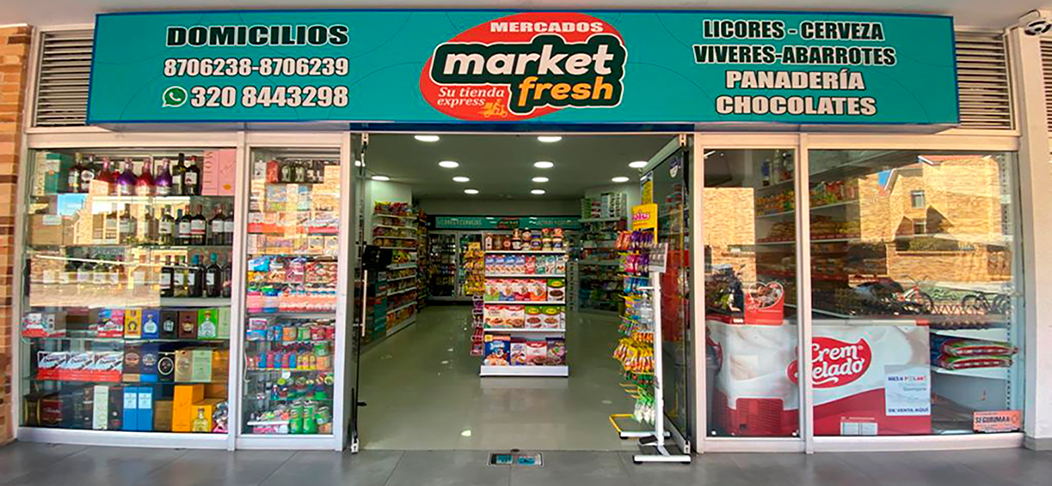 DOMICILIOS
8706238-8706239
320 8443298
MERCADOS
market
fresh
Su tienda
express
LICORES - CERVEZA
VIVERES-ABARROTES
PANADERÍA
CHOCOLATES
Crem
Helado